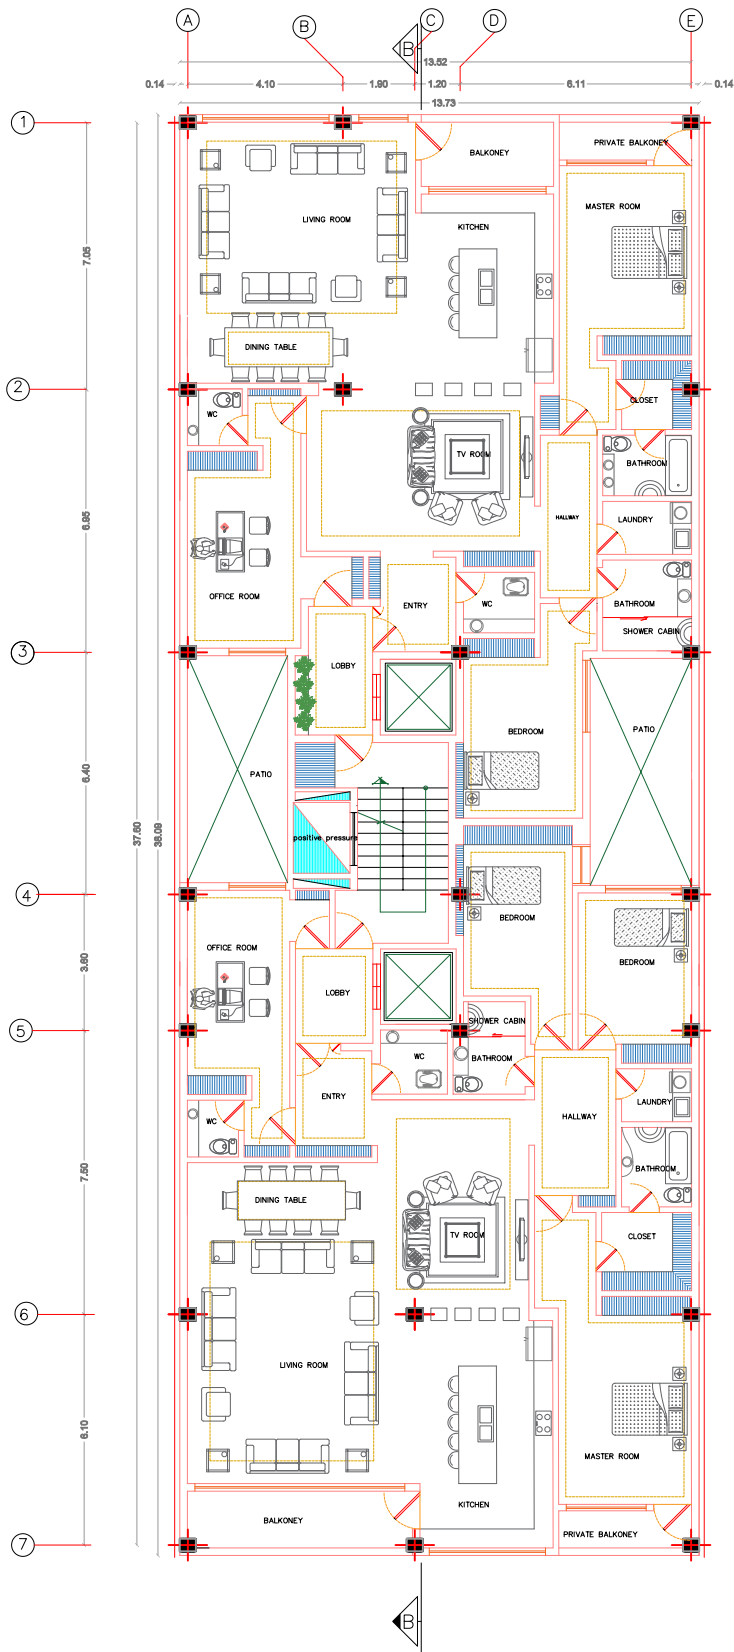 A
B
C
D
E
B
13.52
0.14
4.10
1.90
1.20
6.11
0.14
13.73
1
BALKONEY
PRIVATE BALKONEY
MASTER ROOM
LIVING ROOM
KITCHEN
7.05
DINING TABLE
2
WC
CLOSET
TV ROOM
BATHROOM
6.85
HALLWAY
LAUNDRY
OFFICE ROOM
ENTRY
WC
BATHROOM
SHOWER CABIN
3
LOBBY
BEDROOM
PATIO
PATIO
6.40
37.60
38.09
positive pressure
4
BEDROOM
OFFICE ROOM
BEDROOM
3.60
LOBBY
SHOWER CABIN
5
WC
BATHROOM
ENTRY
LAUNDRY
HALLWAY
WC
BATHROOM
7.50
DINING TABLE
TV ROOM
CLOSET
6
LIVING ROOM
6.10
MASTER ROOM
KITCHEN
BALKONEY
PRIVATE BALKONEY
7
B